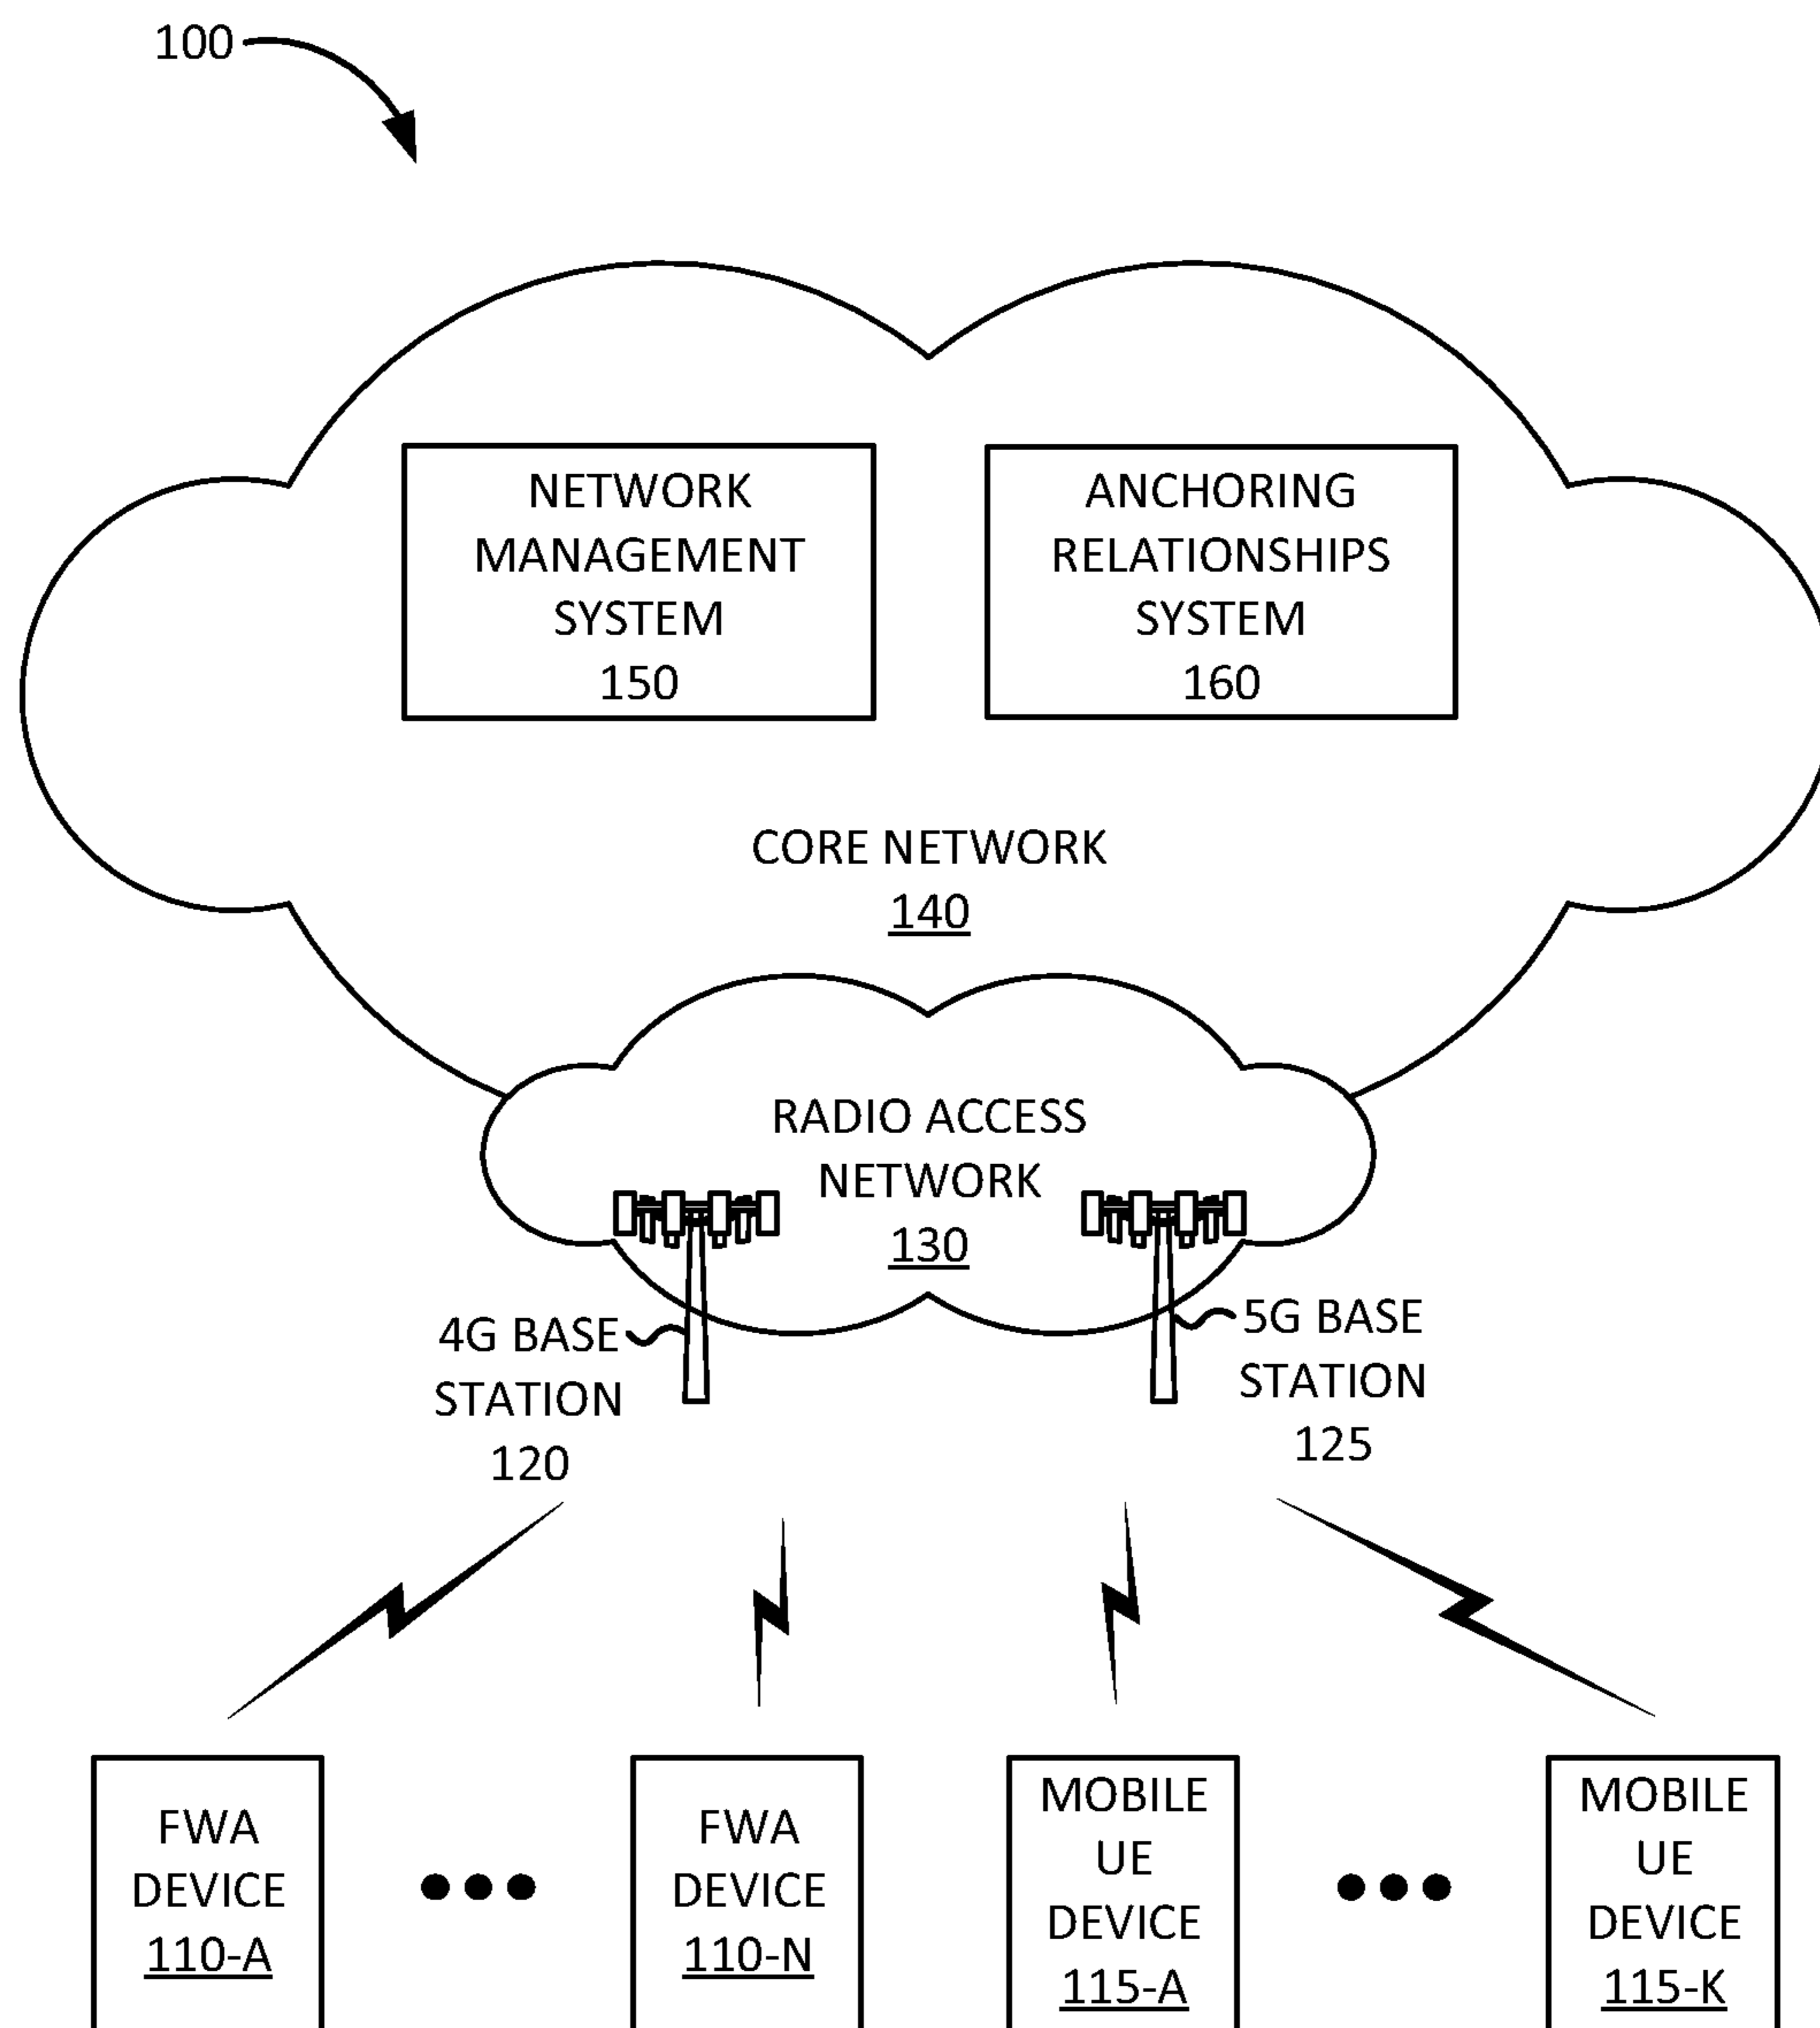 100
NETWORK
MANAGEMENT
SYSTEM
150
ANCHORING
RELATIONSHIPS
SYSTEM
160
CORE NETWORK
140
RADIO ACCESS
NETWORK
130
4G BASE
STATION
120
5G BASE
STATION
125
FWA
DEVICE
110-A
FWA
DEVICE
110-N
MOBILE
UE
DEVICE
115-A
MOBILE
UE
DEVICE
115-K